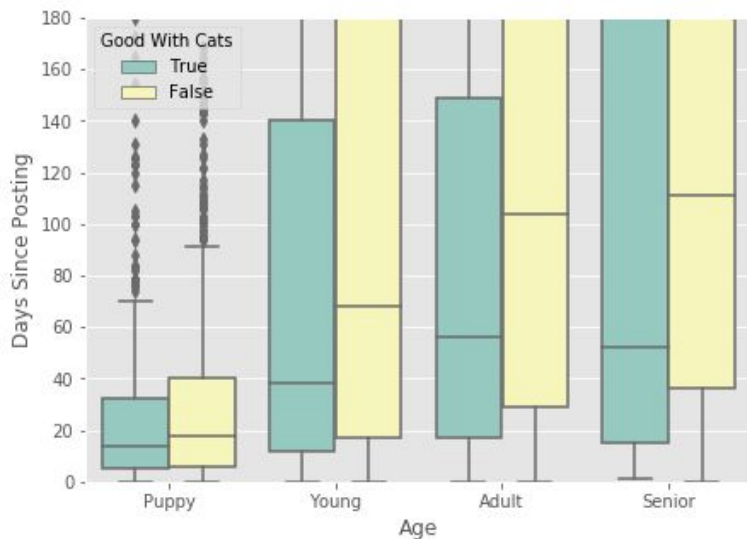 180
160
140
120
100
80
60
40
20
0
Days Since Posting
Good With Cats
True
False
Puppy Young Adult Senior
Age